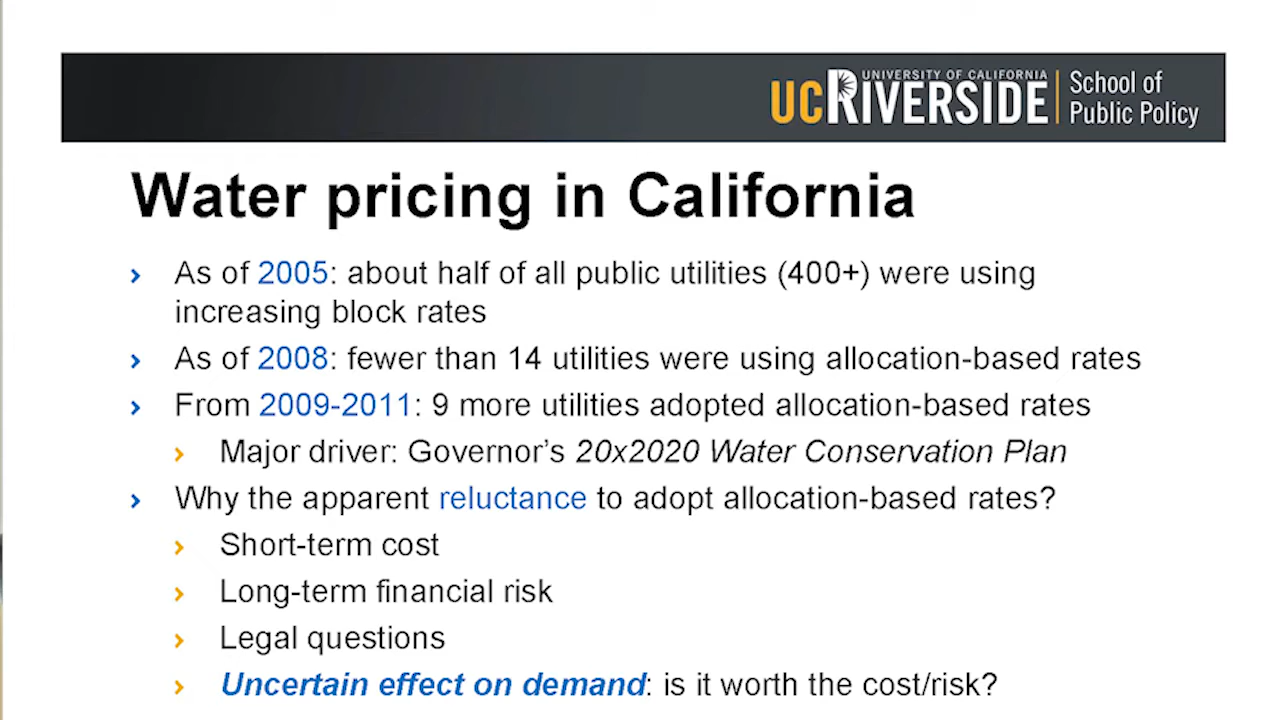 UNIVERSITY OF CALIFORNIA
UCRIVERSIDE
School of
Public Policy
Water pricing in California
› As of 2005: about half of all public utilities (400+) were using
increasing block rates
› As of 2008: fewer than 14 utilities were using allocation-based rates
› From 2009-2011: 9 more utilities adopted allocation-based rates
› Major driver: Governor’s 20x2020 Water Conservation Plan
› Why the apparent reluctance to adopt allocation-based rates?
› Short-term cost
› Long-term financial risk
› Legal questions
› Uncertain effect on demand: is it worth the cost/risk?